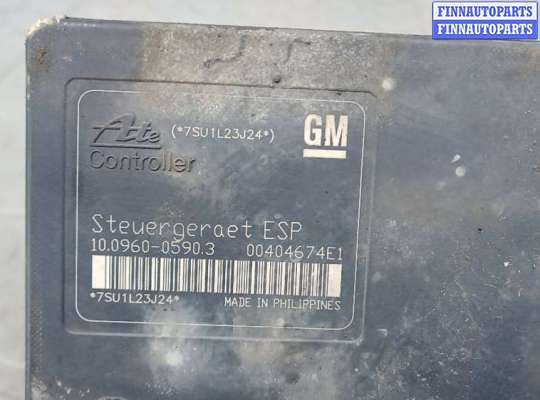 FINNAUTOPARTS
FINNAUTOPARTS
Ate (*7SU1L23J24*) GM
Controller
Steuergeraet ESP
10.0960-0590.3 00404674E1
*7SU1L23J24* MADE IN PHILIPPINES